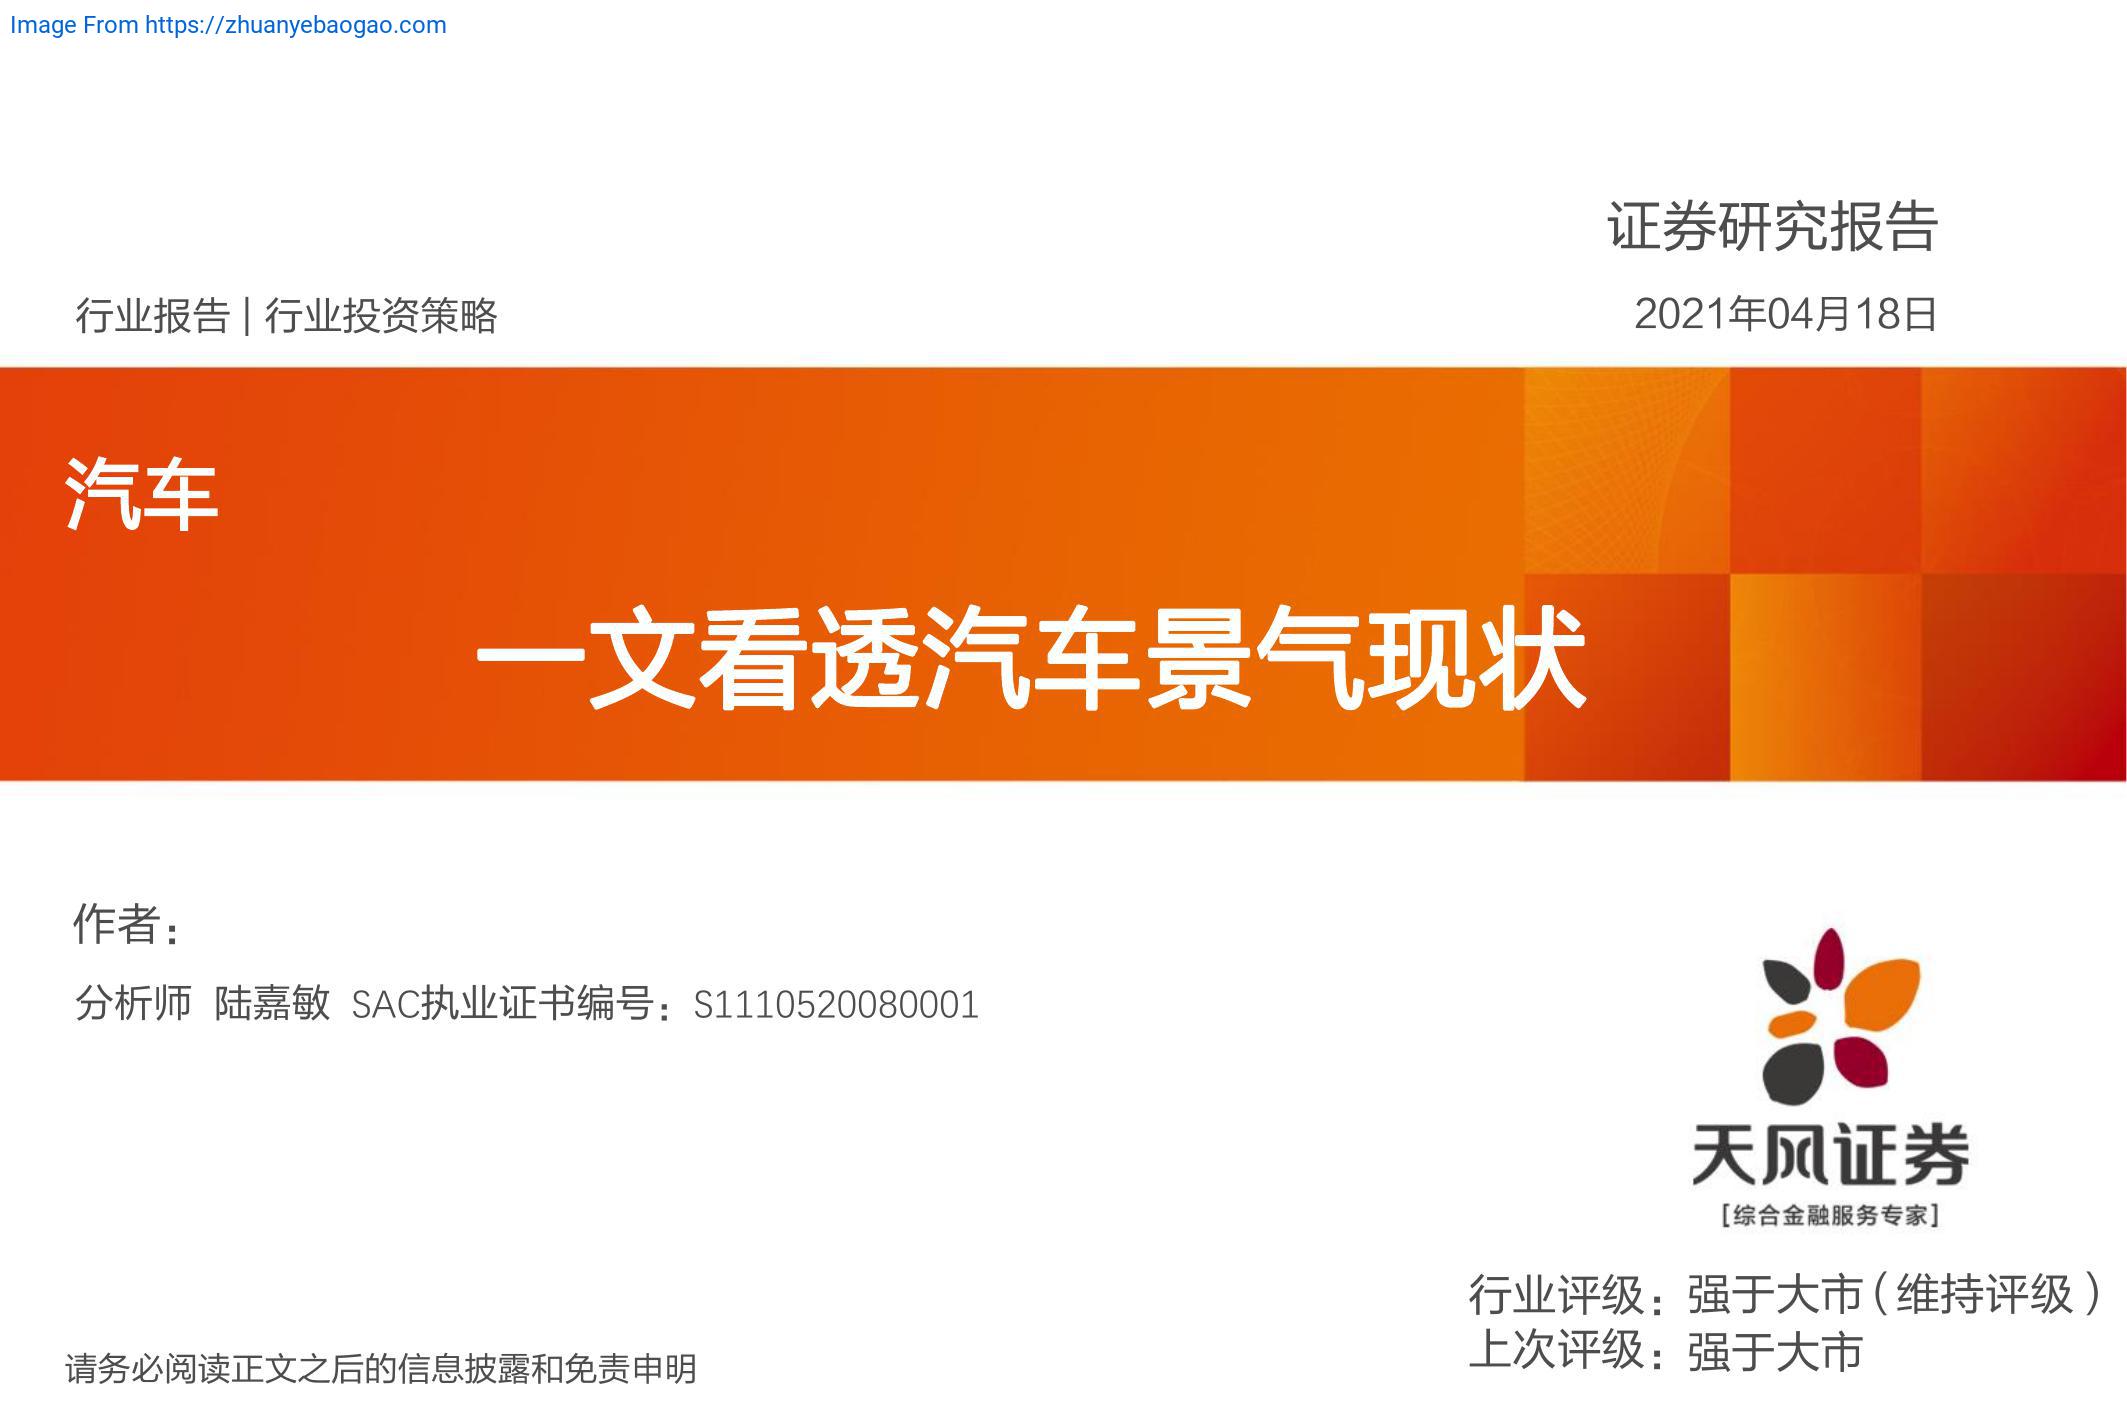 Image From https://zhuanyebaogao.com
证券研究报告
行业报告 | 行业投资策略
2021年04月18日
汽车
一文看透汽车景气现状
作者：
分析师 陆嘉敏 SAC执业证书编号：S1110520080001
天风证券
[综合金融服务专家]
行业评级：强于大市（维持评级）
上次评级：强于大市
请务必阅读正文之后的信息披露和免责申明